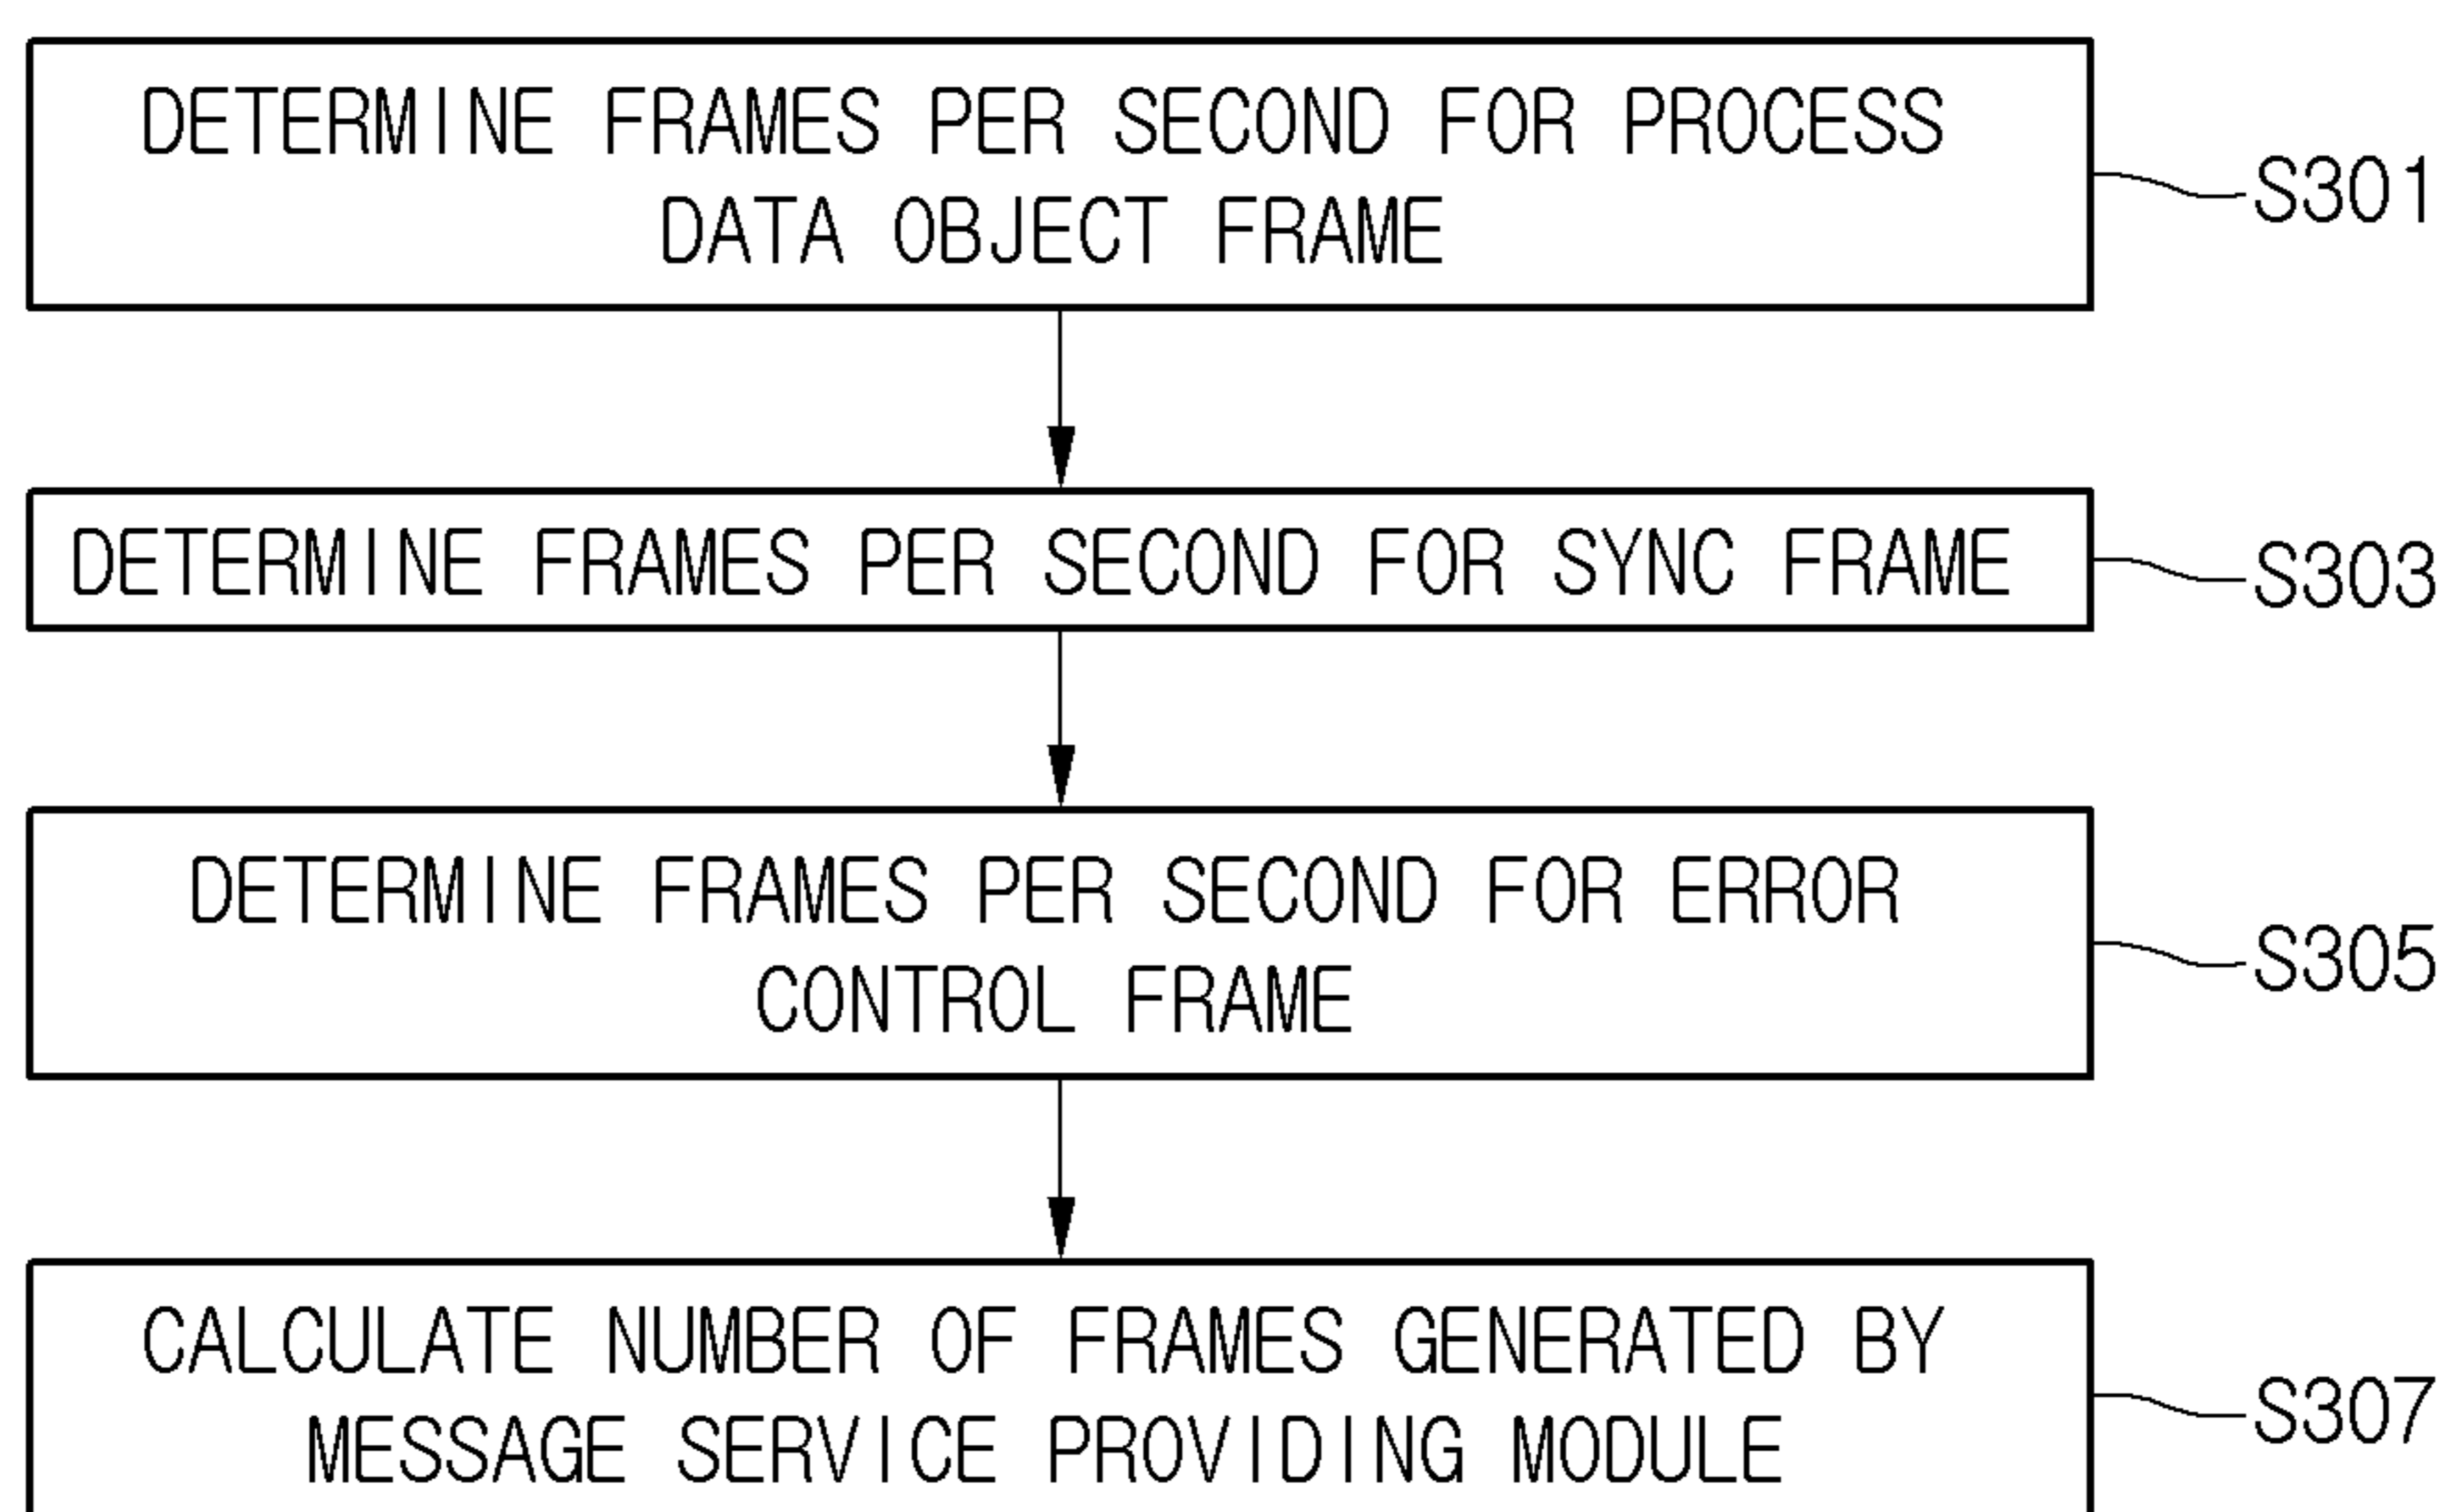 DETERMINE FRAMES PER SECOND FOR PROCESS
DATA OBJECT FRAME
S301
DETERMINE FRAMES PER SECOND FOR SYNC FRAME
S303
DETERMINE FRAMES PER SECOND FOR ERROR
CONTROL FRAME
S305
CALCULATE NUMBER OF FRAMES GENERATED BY
MESSAGE SERVICE PROVIDING MODULE
S307